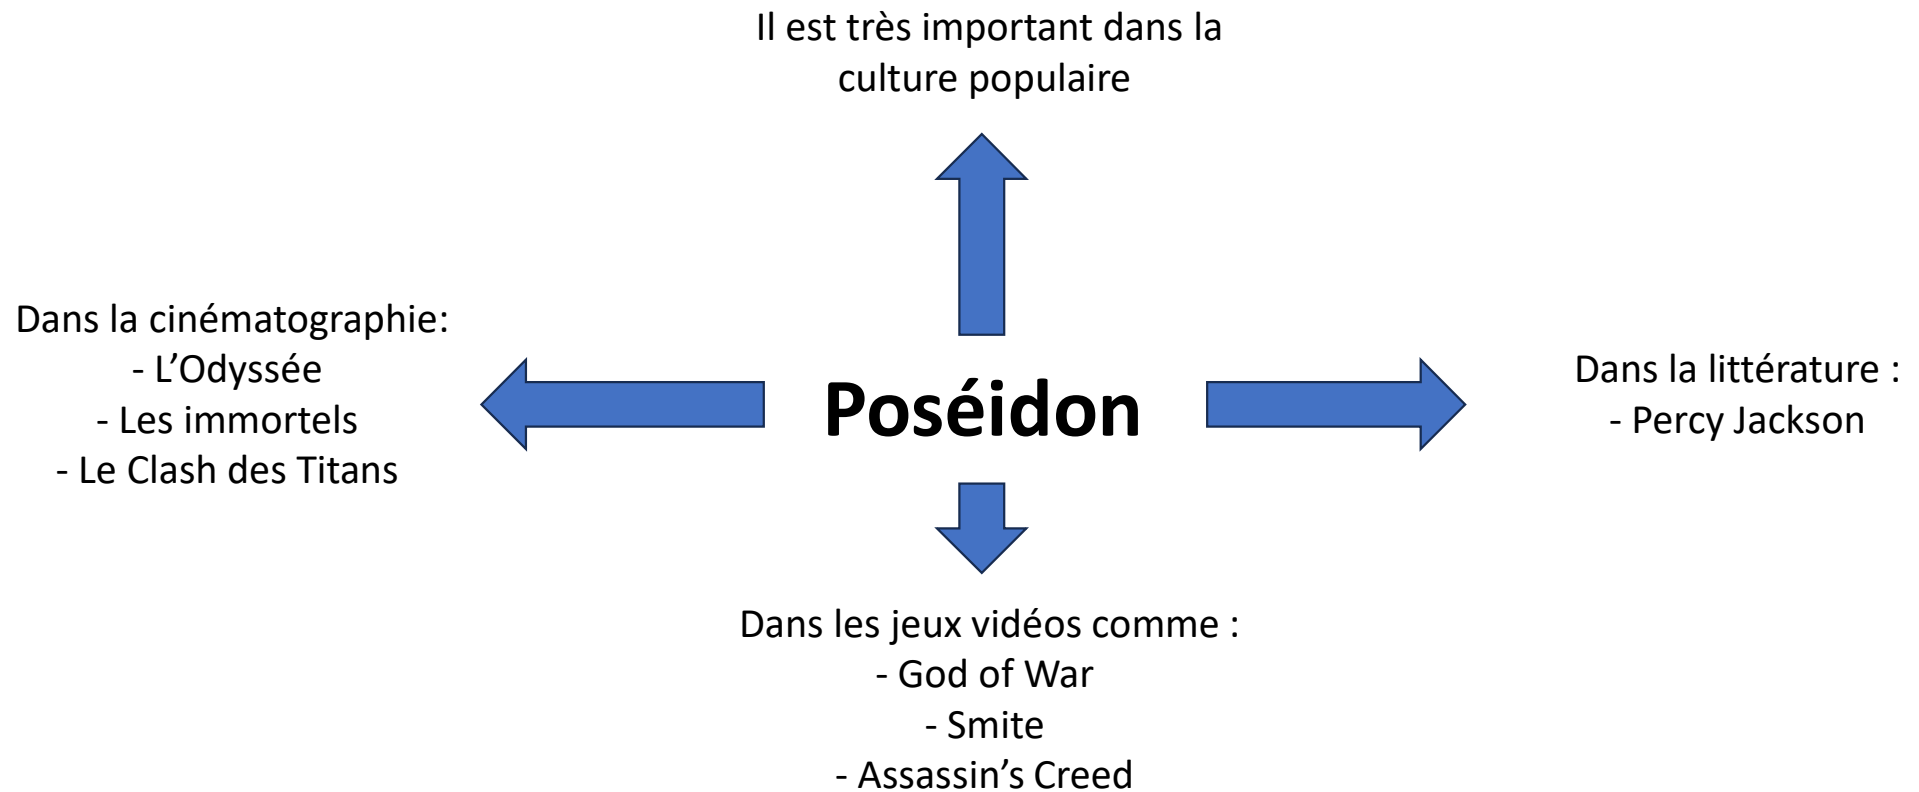 Il est très important dans la
culture populaire
Dans la cinématographie:
- L’Odyssée
- Les immortels
- Le Clash des Titans
Poséidon
Dans la littérature :
- Percy Jackson
Dans les jeux vidéos comme :
- God of War
- Smite
- Assassin’s Creed